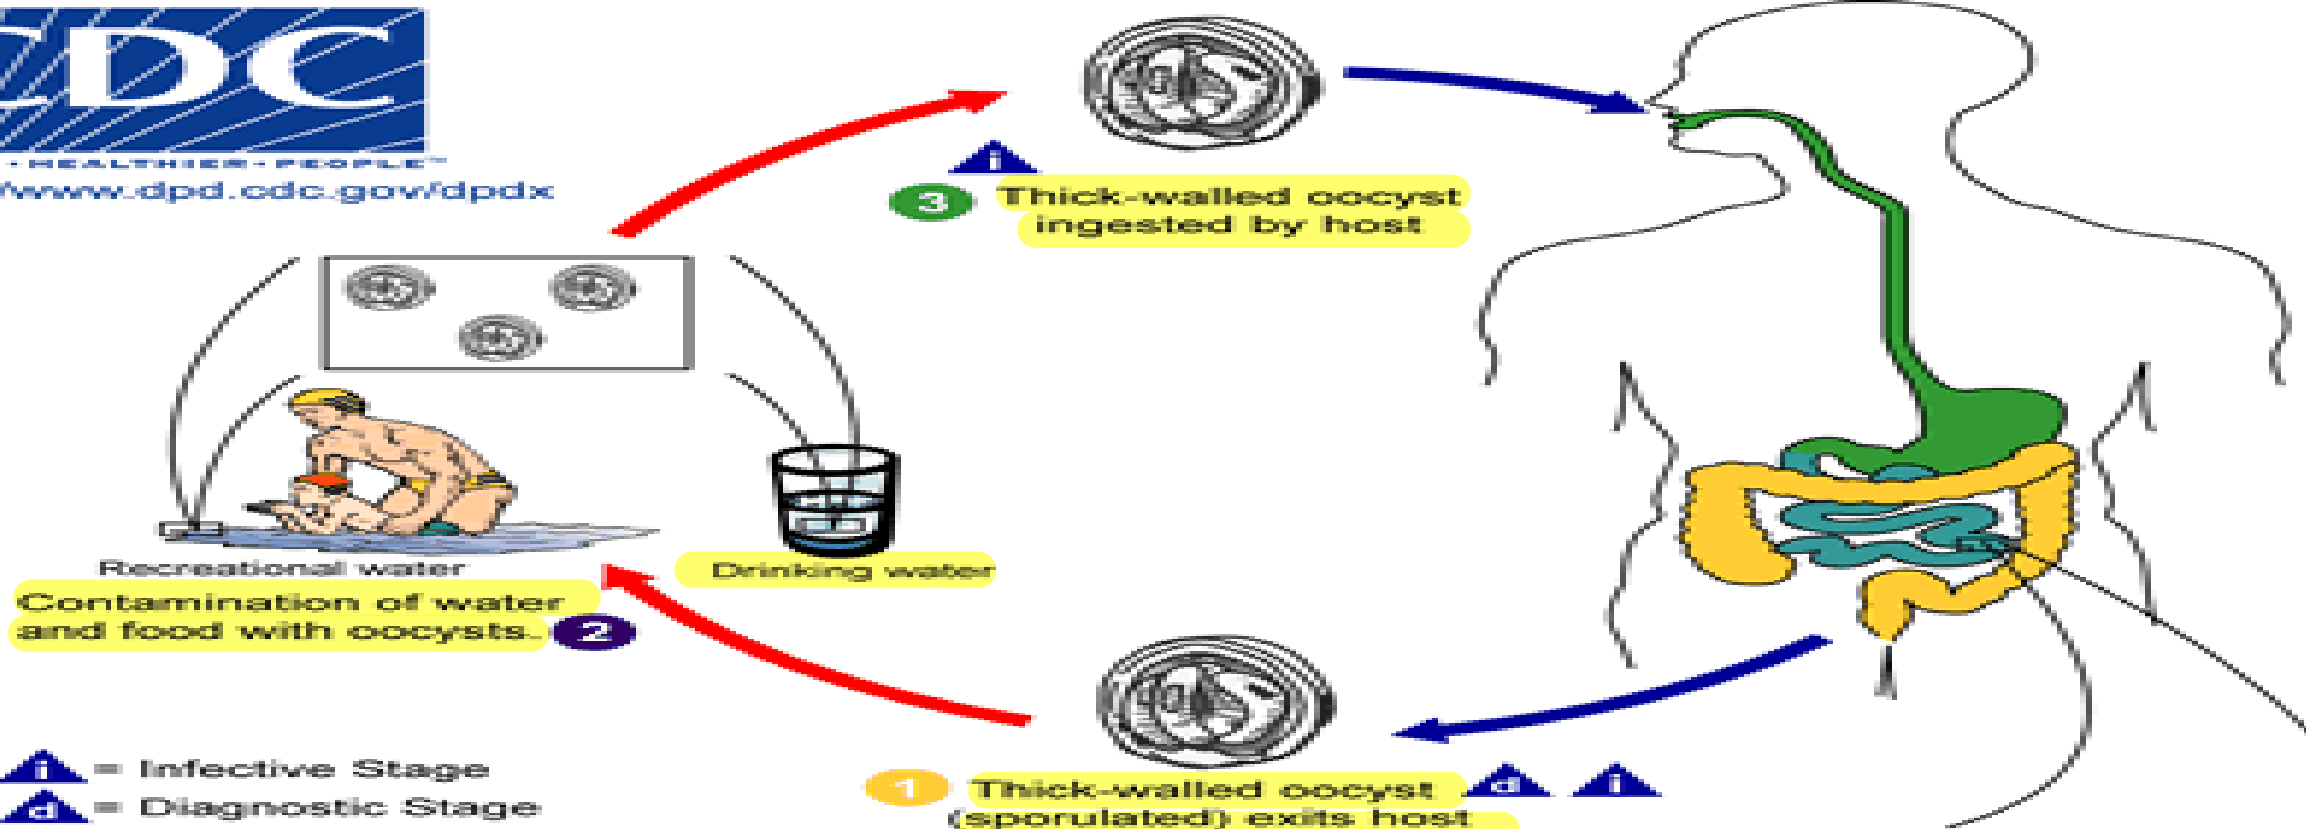 CDC
• HEALTHIER • PEOPLE™
/www.dpd.cdc.gov/dpdx
i
3 Thick-walled oocyst
ingested by host
Recreational water
Drinking water
Contamination of water
and food with oocysts. 2
i = Infective Stage
d = Diagnostic Stage
1 Thick-walled oocyst d i
(sporulated) exits host